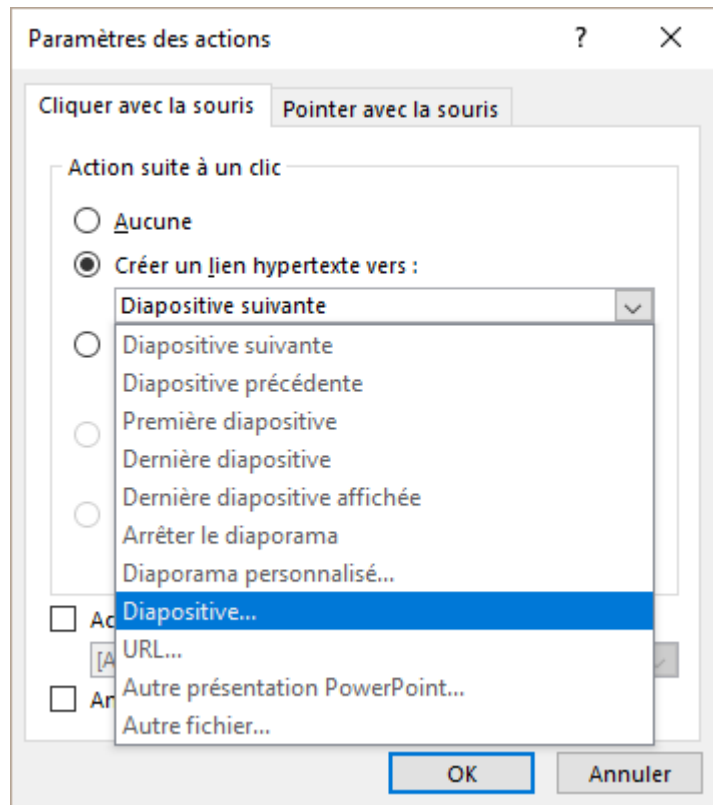 Paramètres des actions ?
Cliquer avec la souris Pointer avec la souris
Action suite à un clic
Aucune
Créer un lien hypertexte vers :
Diapositive suivante
Diapositive suivante
Diapositive précédente
Première diapositive
Dernière diapositive
Dernière diapositive affichée
Arrêter le diaporama
Diaporama personnalisé...
Diapositive...
URL...
Autre présentation PowerPoint...
Autre fichier...
OK Annuler